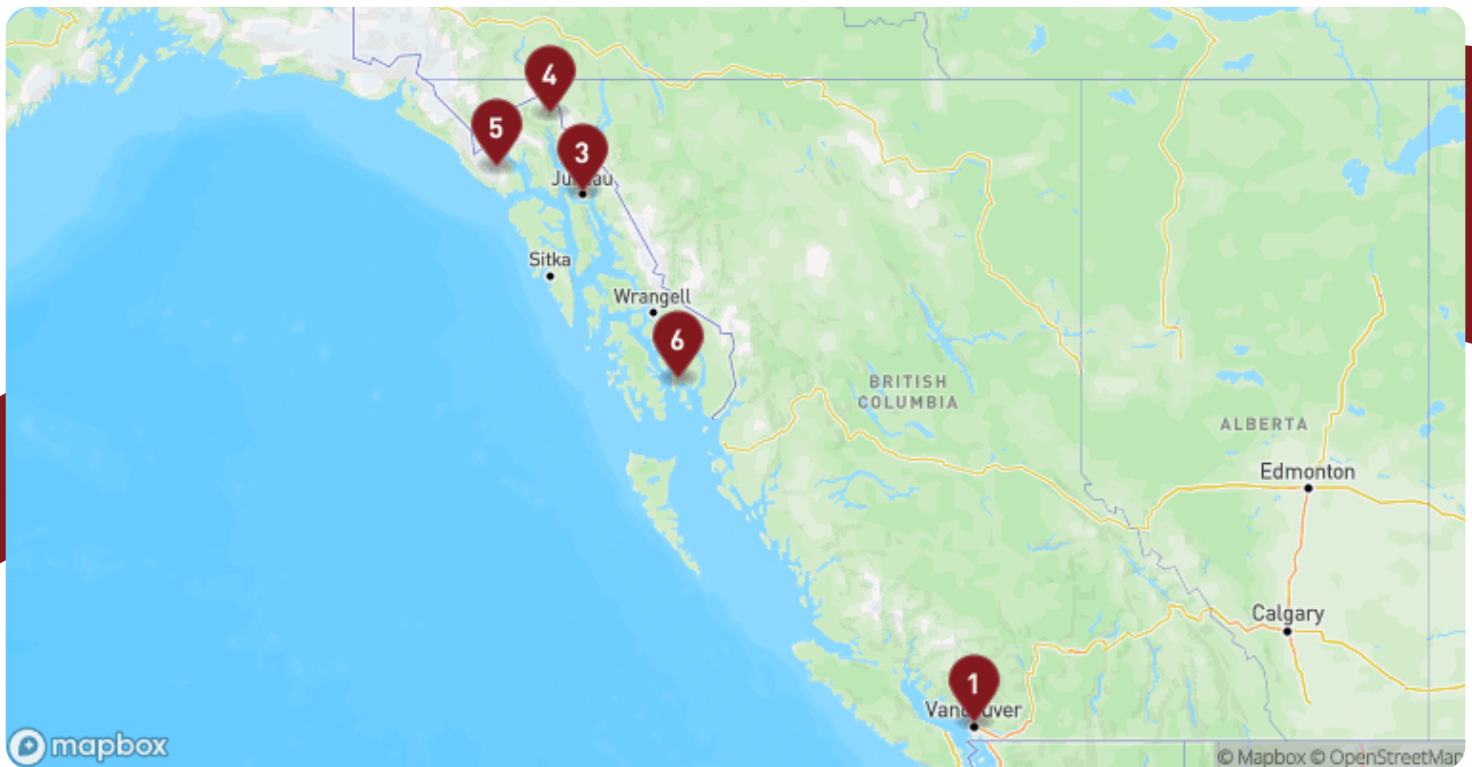 4
5
3
Juneau
Sitka
Wrangell
6
BRITISH
COLUMBIA
ALBERTA
Edmonton
Calgary
1
Vancouver
mapbox
© Mapbox © OpenStreetMap